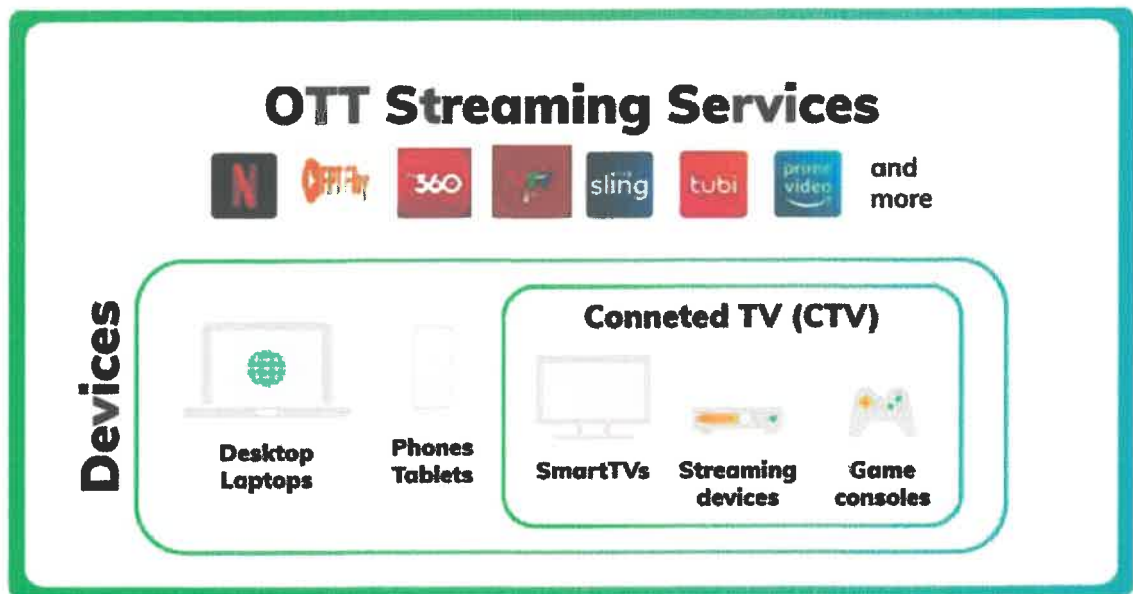 OTT Streaming Services
N
360
sling
tubi
prime
video
and
more
Devices
Conneted TV (CTV)
Desktop
Laptops
Phones
Tablets
SmartTVs
Streaming
devices
Game
consoles